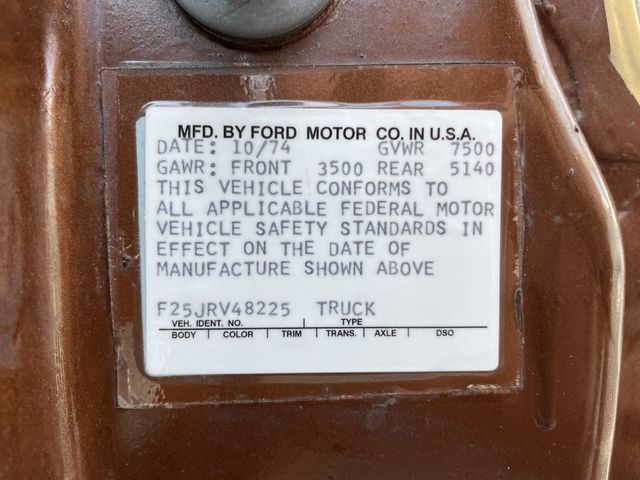 MFD. BY FORD MOTOR CO. IN U.S.A.
DATE: 10/74 GVWR 7500
GAWR: FRONT 3500 REAR 5140
THIS VEHICLE CONFORMS TO
ALL APPLICABLE FEDERAL MOTOR
VEHICLE SAFETY STANDARDS IN
EFFECT ON THE DATE OF
MANUFACTURE SHOWN ABOVE
F25JRV48225 TRUCK
VEH. IDENT. NO. TYPE
BODY COLOR TRIM TRANS. AXLE DSO